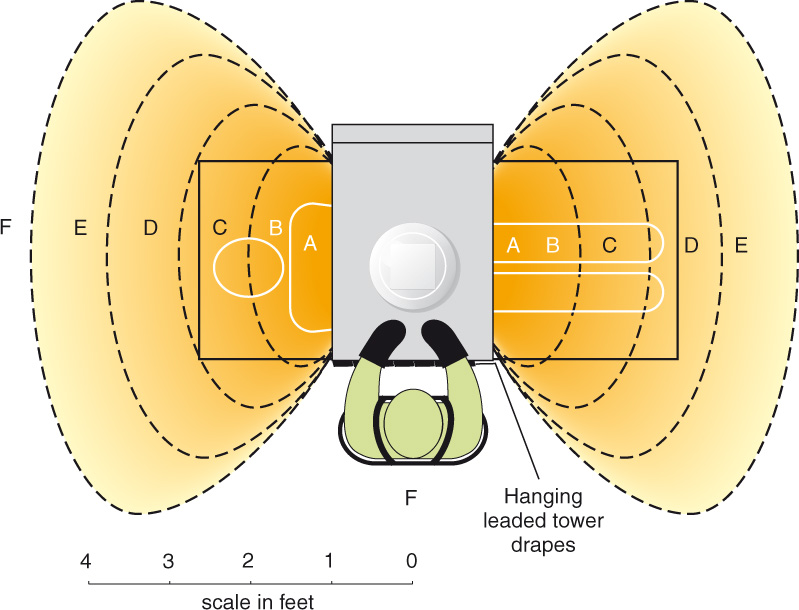 F E D C B A A B C D E
F
Hanging
leaded tower
drapes
4 3 2 1 0
scale in feet